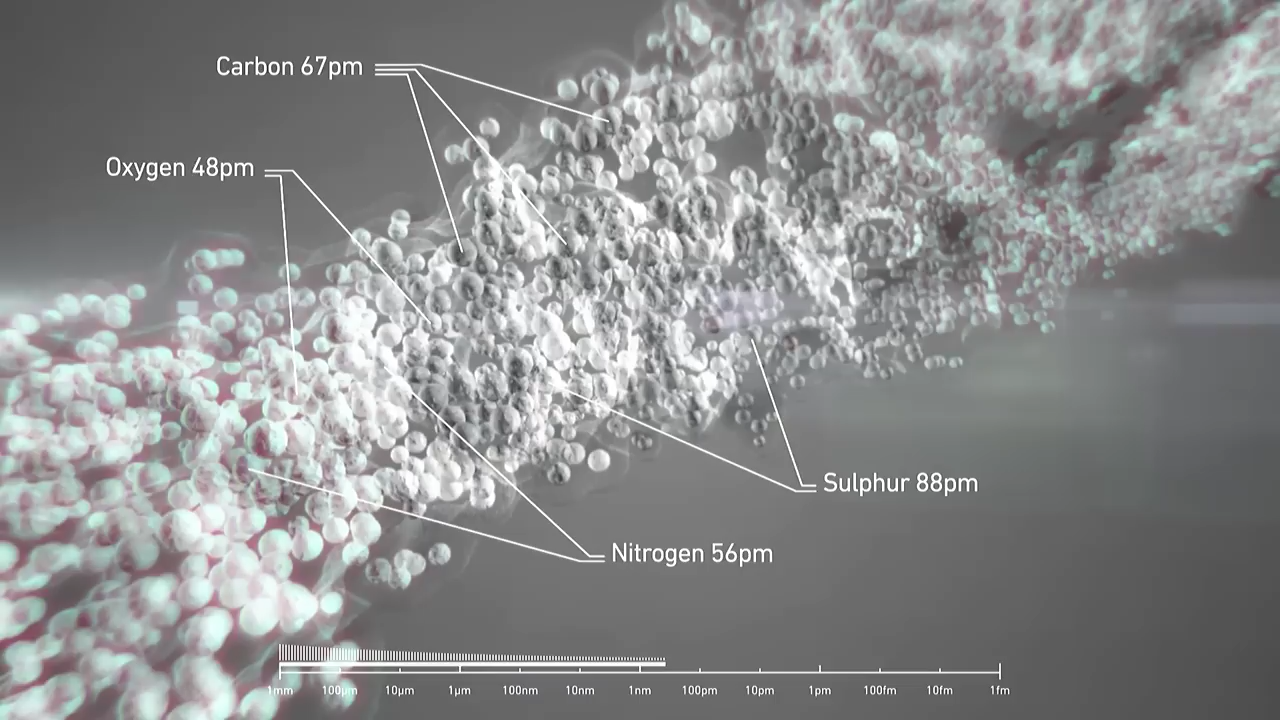 Carbon 67pm
Oxygen 48pm
Sulphur 88pm
Nitrogen 56pm
1mm 100µm 10µm 1µm 100nm 10nm 1nm 100pm 10pm 1pm 100fm 10fm 1fm